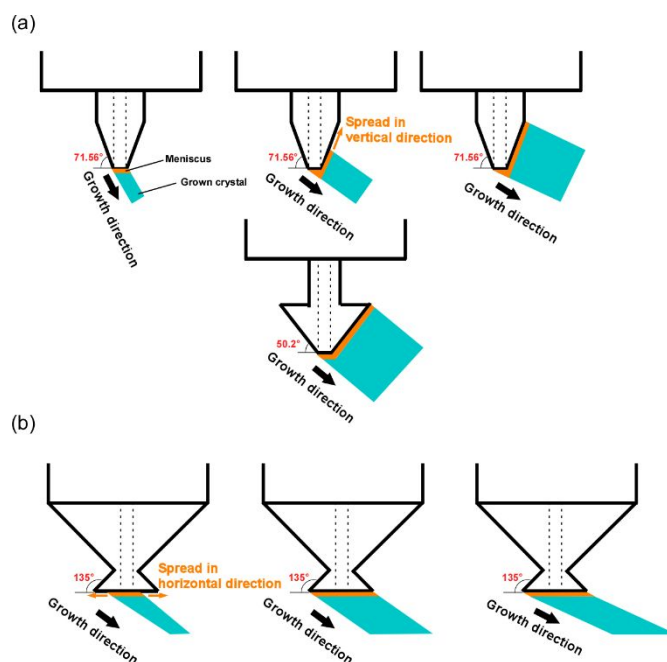 (a)
Spread in
vertical direction
71.56°
Meniscus
Grown crystal
Growth direction
71.56°
Growth direction
71.56°
Growth direction
50.2°
Growth direction
(b)
135°
Spread in
horizontal direction
Growth direction
135°
Growth direction
135°
Growth direction